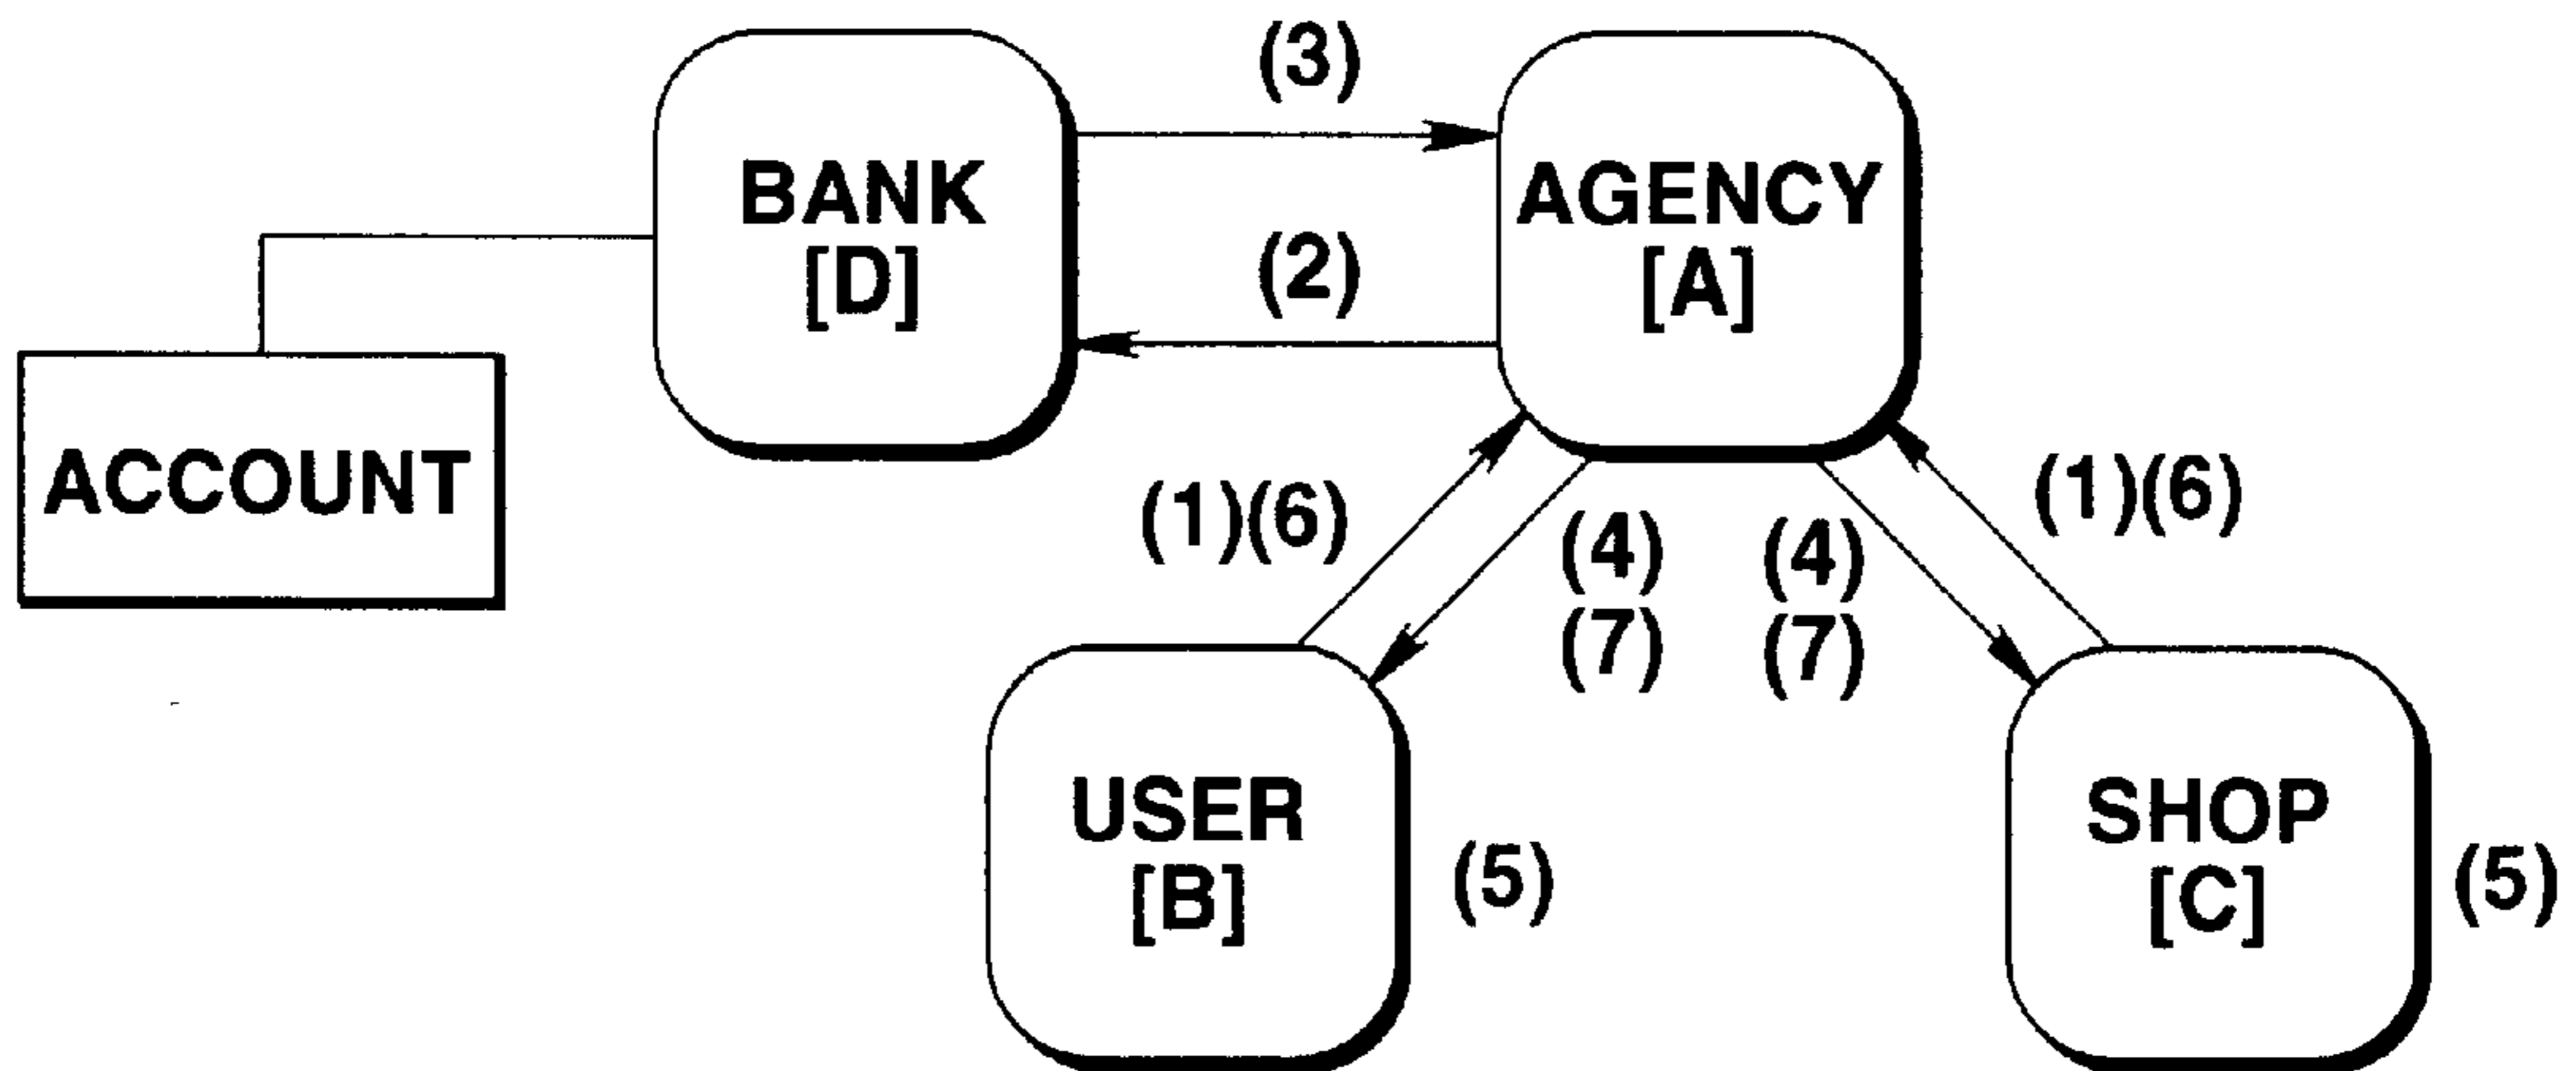 (3)
BANK
[D]
AGENCY
[A]
(2)
ACCOUNT
(1)(6)
(4)
(7)
(4)
(7)
(1)(6)
USER
[B]
(5)
SHOP
[C]
(5)